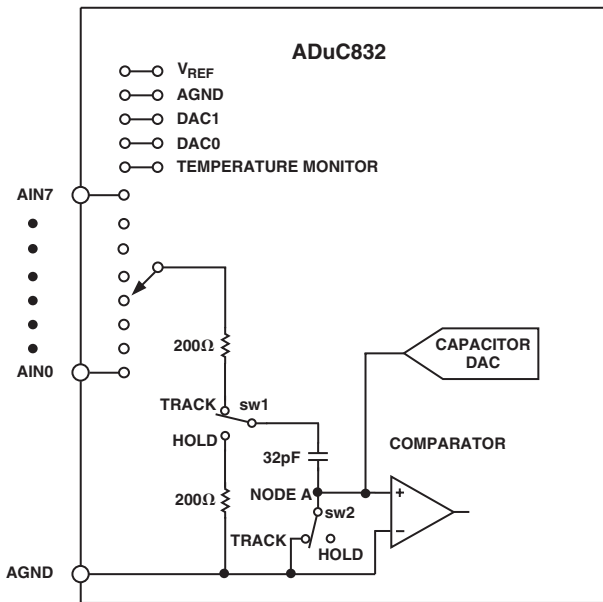 ADuC832
VREF
AGND
DAC1
DAC0
TEMPERATURE MONITOR
AIN7
AIN0
200Ω
CAPACITOR
DAC
TRACK
sw1
HOLD
32pF
COMPARATOR
200Ω
NODE A
+
−
sw2
TRACK
HOLD
AGND